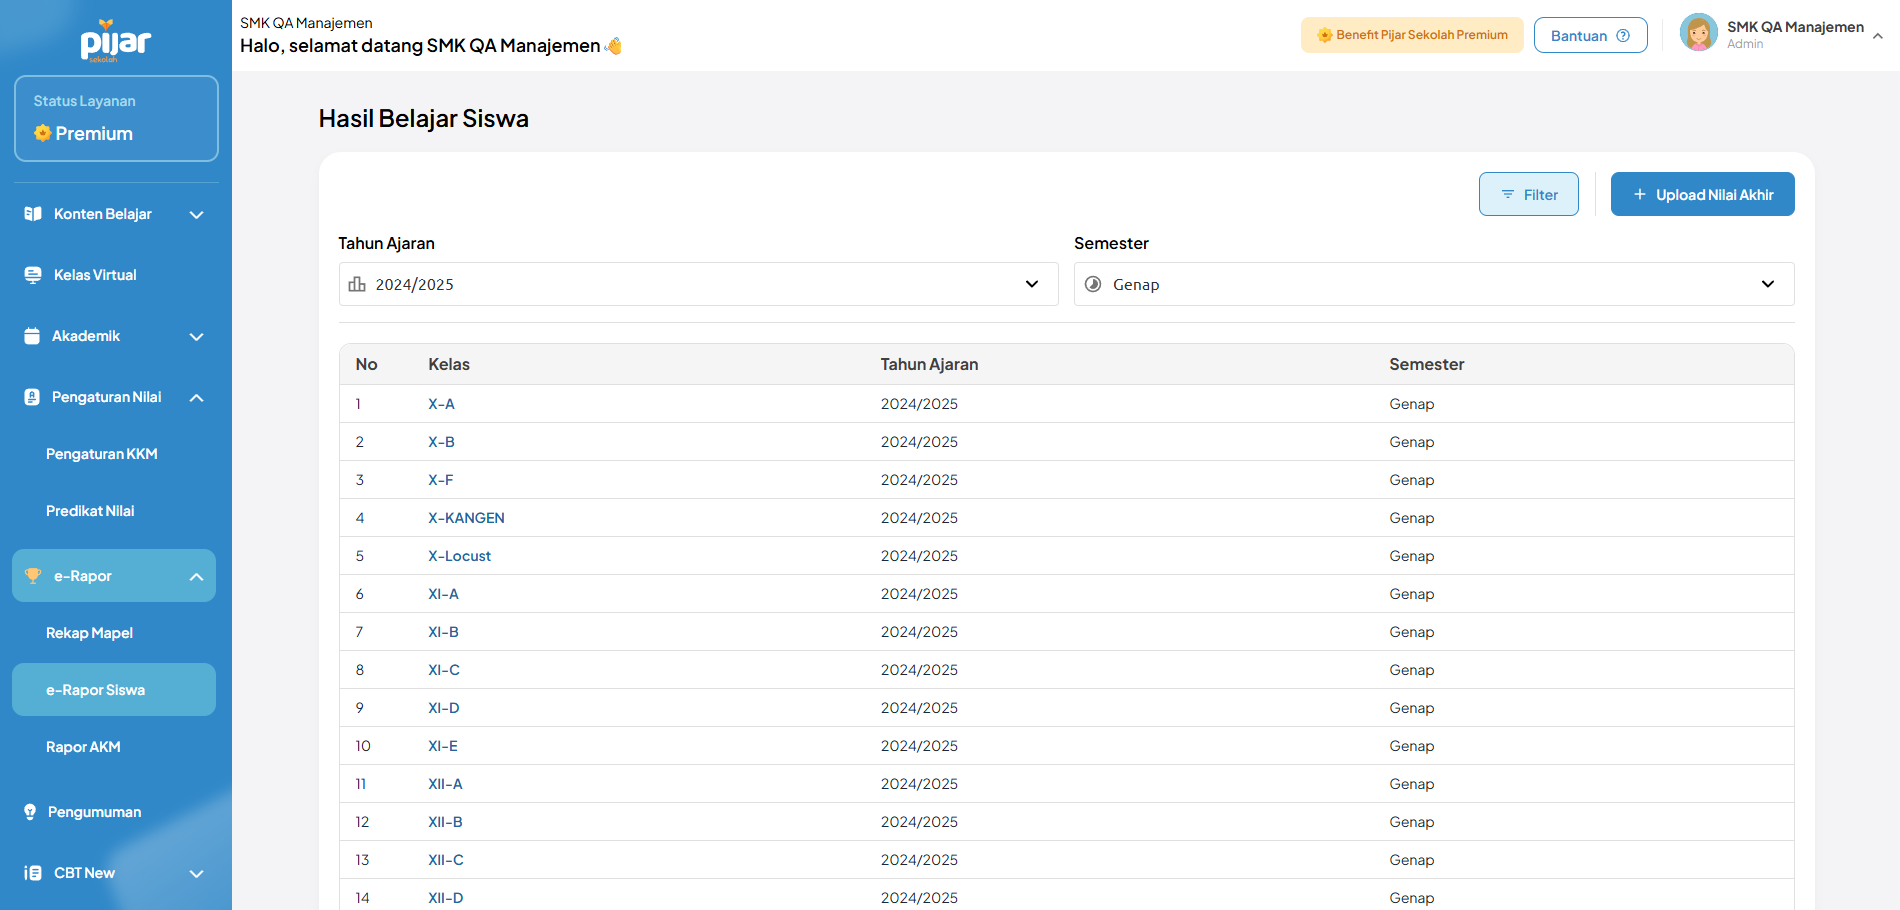 pijar
sekolah
Status Layanan
Premium
Konten Belajar
Kelas Virtual
Akademik
Pengaturan Nilai
Pengaturan KKM
Predikat Nilai
e-Rapor
Rekap Mapel
e-Rapor Siswa
Rapor AKM
Pengumuman
CBT New
SMK QA Manajemen
Halo, selamat datang SMK QA Manajemen 👋
Benefit Pijar Sekolah Premium
Bantuan
SMK QA Manajemen
Admin
Hasil Belajar Siswa
Filter
+ Upload Nilai Akhir
Tahun Ajaran
2024/2025
Semester
Genap
No Kelas Tahun Ajaran Semester
1 X-A 2024/2025 Genap
2 X-B 2024/2025 Genap
3 X-F 2024/2025 Genap
4 X-KANGEN 2024/2025 Genap
5 X-Locust 2024/2025 Genap
6 XI-A 2024/2025 Genap
7 XI-B 2024/2025 Genap
8 XI-C 2024/2025 Genap
9 XI-D 2024/2025 Genap
10 XI-E 2024/2025 Genap
11 XII-A 2024/2025 Genap
12 XII-B 2024/2025 Genap
13 XII-C 2024/2025 Genap
14 XII-D 2024/2025 Genap